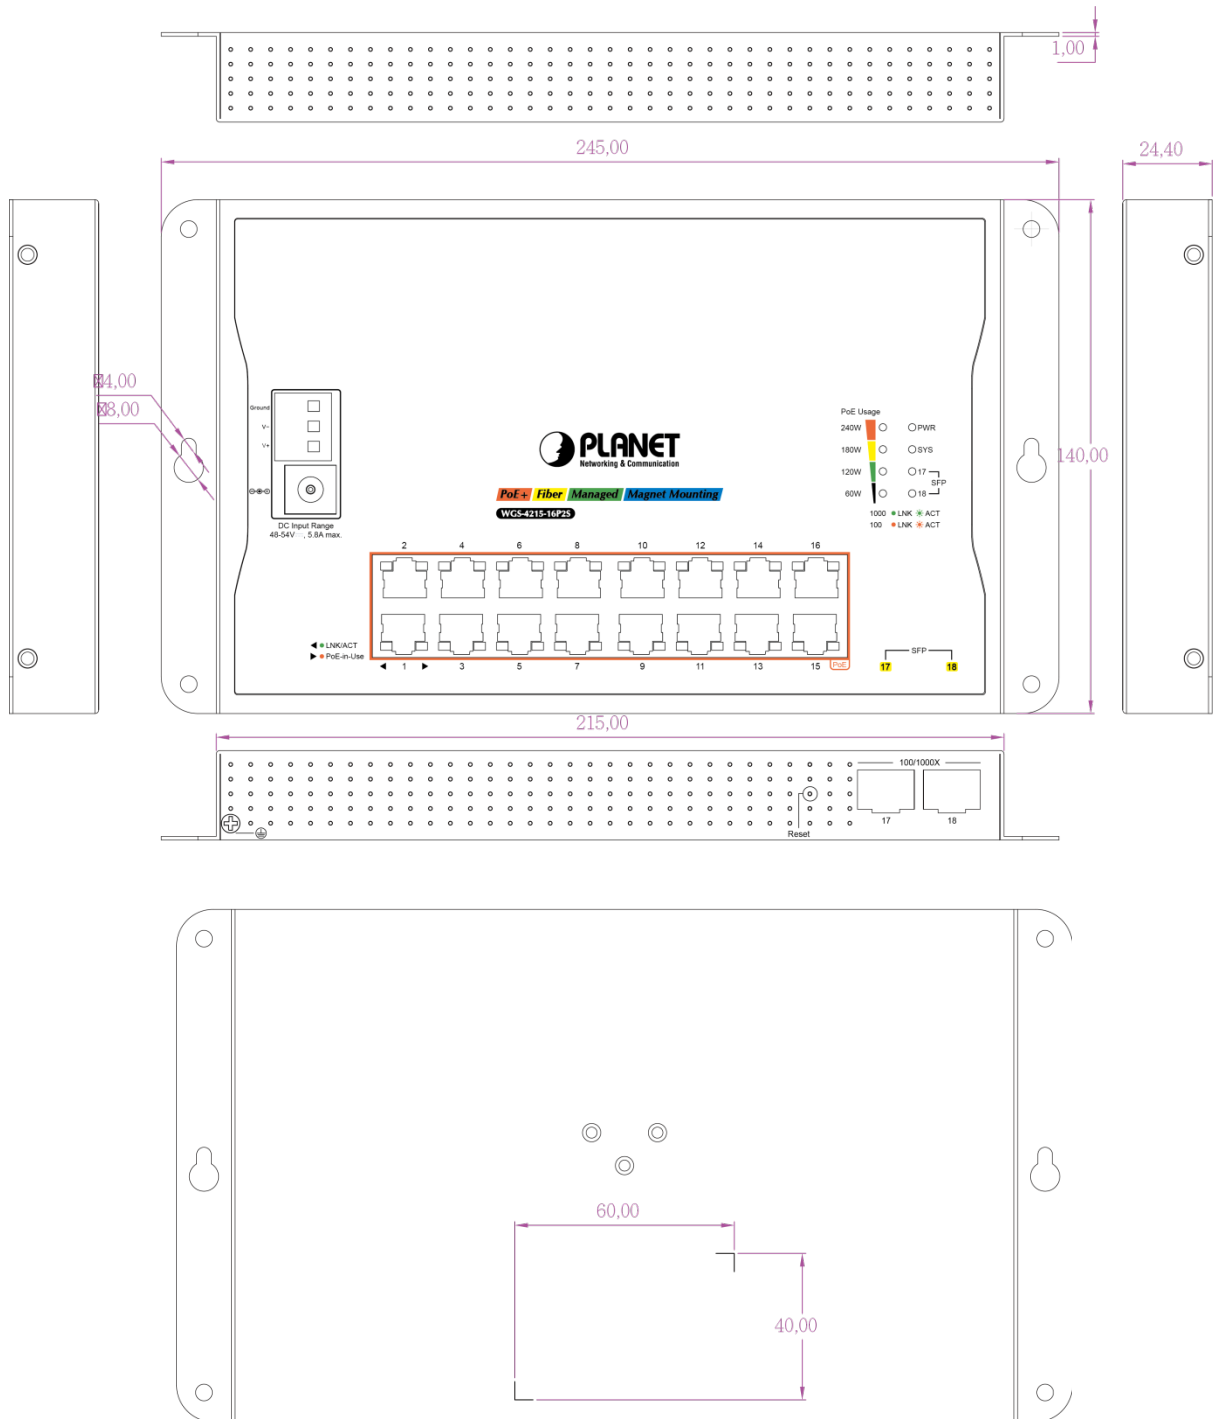 1,00
245,00
24,40
4,00
8,00
140,00
Ground
V-
V+
DC Input Range
48-54V⎓, 5.8A max.
PLANET
Networking & Communication
PoE+ Fiber Managed Magnet Mounting
WGS-4215-16P2S
PoE Usage
240W PWR
180W SYS
120W 17
SFP
60W 18
1000 LNK ACT
100 LNK ACT
2 4 6 8 10 12 14 16
LNK/ACT
PoE-in-Use
1 3 5 7 9 11 13 15 PoE
SFP
17 18
215,00
100/1000X
17 18
Reset
60,00
40,00